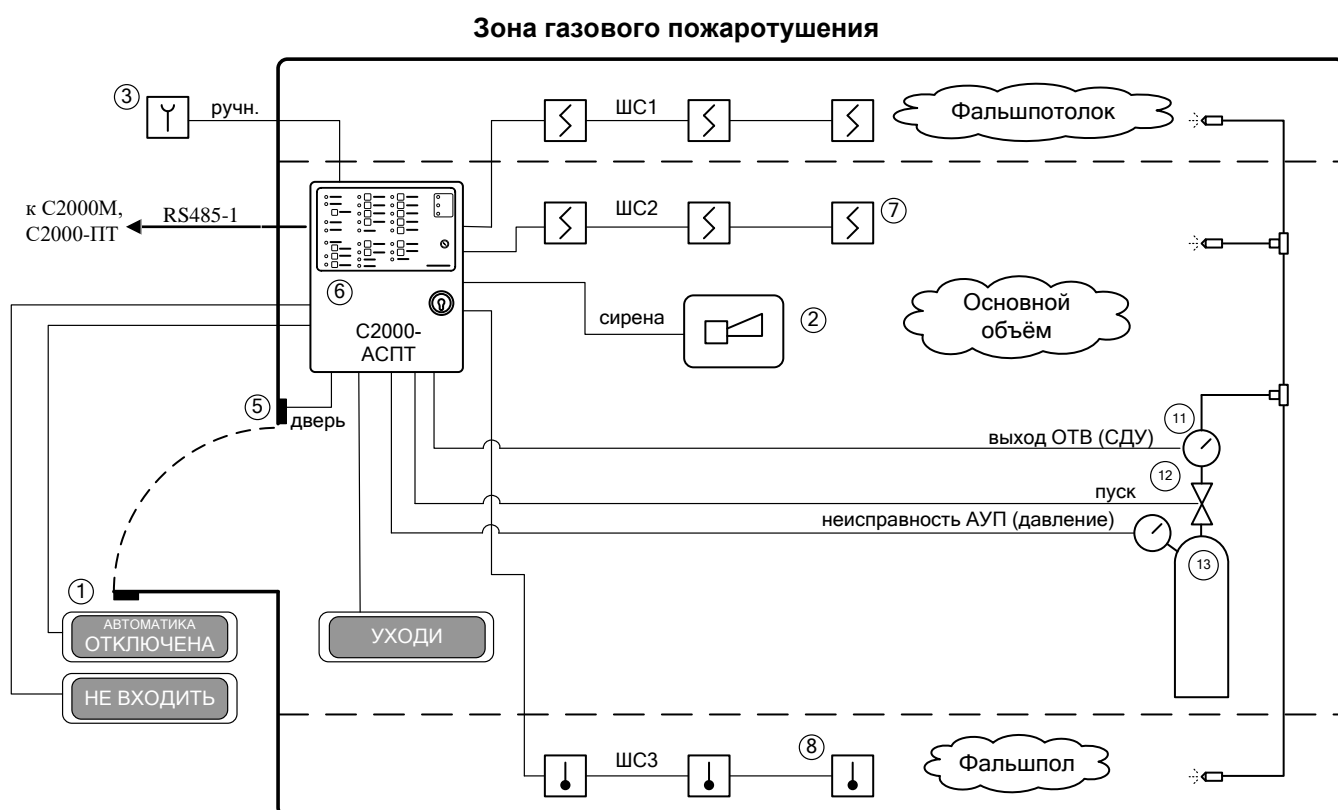 Зона газового пожаротушения
3
ручн.
ШС1
Фальшпотолок
к С2000М,
С2000-ПТ
RS485-1
ШС2
7
6
С2000-
АСПТ
сирена
2
Основной
объём
5
дверь
11
выход ОТВ (СДУ)
12
пуск
неисправность АУП (давление)
13
1
АВТОМАТИКА
ОТКЛЮЧЕНА
УХОДИ
НЕ ВХОДИТЬ
ШС3
8
Фальшпол